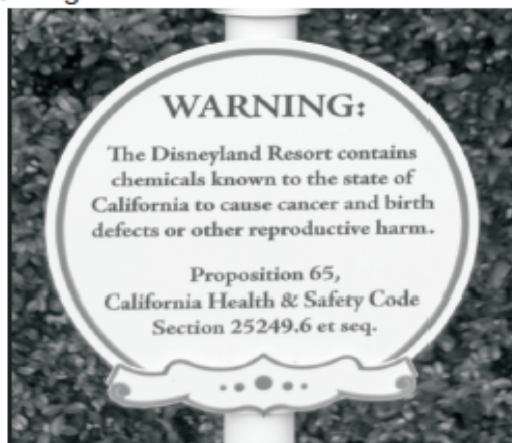 WARNING:
The Disneyland Resort contains
chemicals known to the state of
California to cause cancer and birth
defects or other reproductive harm.
Proposition 65,
California Health & Safety Code
Section 25249.6 et seq.